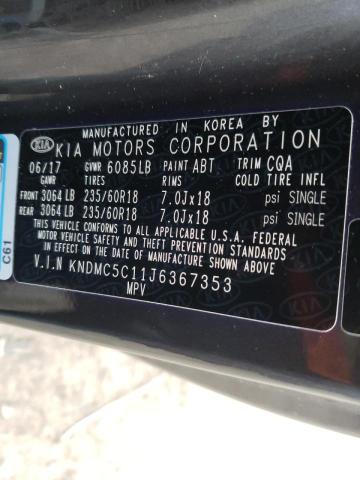 MANUFACTURED IN KOREA BY
KIA KIA MOTORS CORPORATION
06/17 GVWR 6085LB PAINT ABT TRIM CQA
GAWR TIRES RIMS COLD TIRE INFL
FRONT 3064 LB 235/60R18 7.0Jx18 psi SINGLE
REAR 3064 LB 235/60R18 7.0Jx18 psi SINGLE
THIS VEHICLE CONFORMS TO ALL APPLICABLE U.S.A. FEDERAL
MOTOR VEHICLE SAFETY AND THEFT PREVENTION STANDARDS
IN EFFECT ON THE DATE OF MANUFACTURE SHOWN ABOVE.
V.I.N KNDMC5C11J6367353
MPV
C61